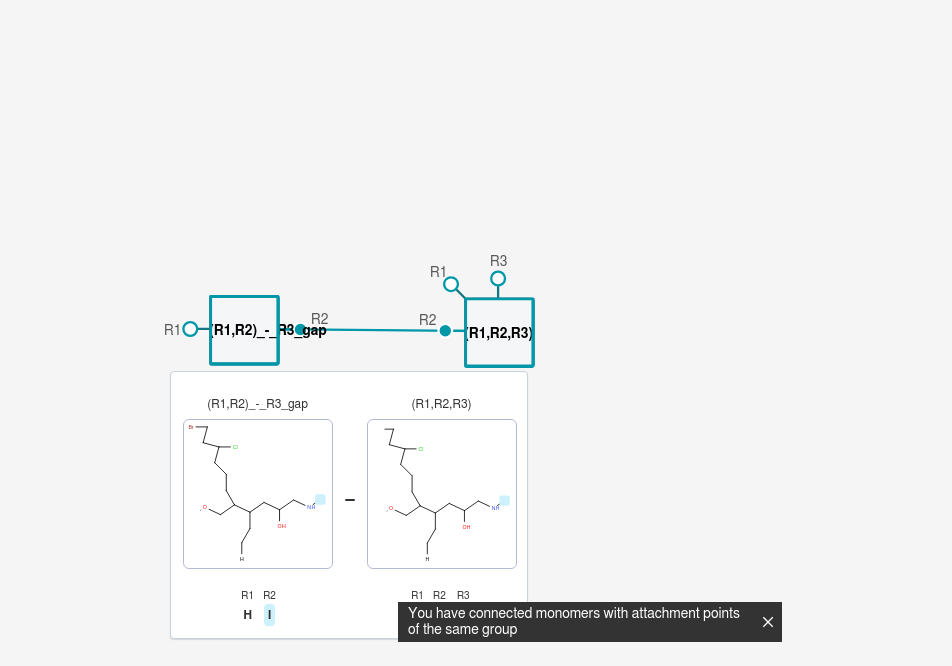 R3
R1
R2
R2
R1
(R1,R2)_-_R3_gap
(R1,R2,R3)
(R1,R2)_-_R3_gap
(R1,R2,R3)
Br
Cl
O
NH
OH
H
–
Cl
O
NH
OH
H
R1 R2
H I
R1 R2 R3
You have connected monomers with attachment points
of the same group